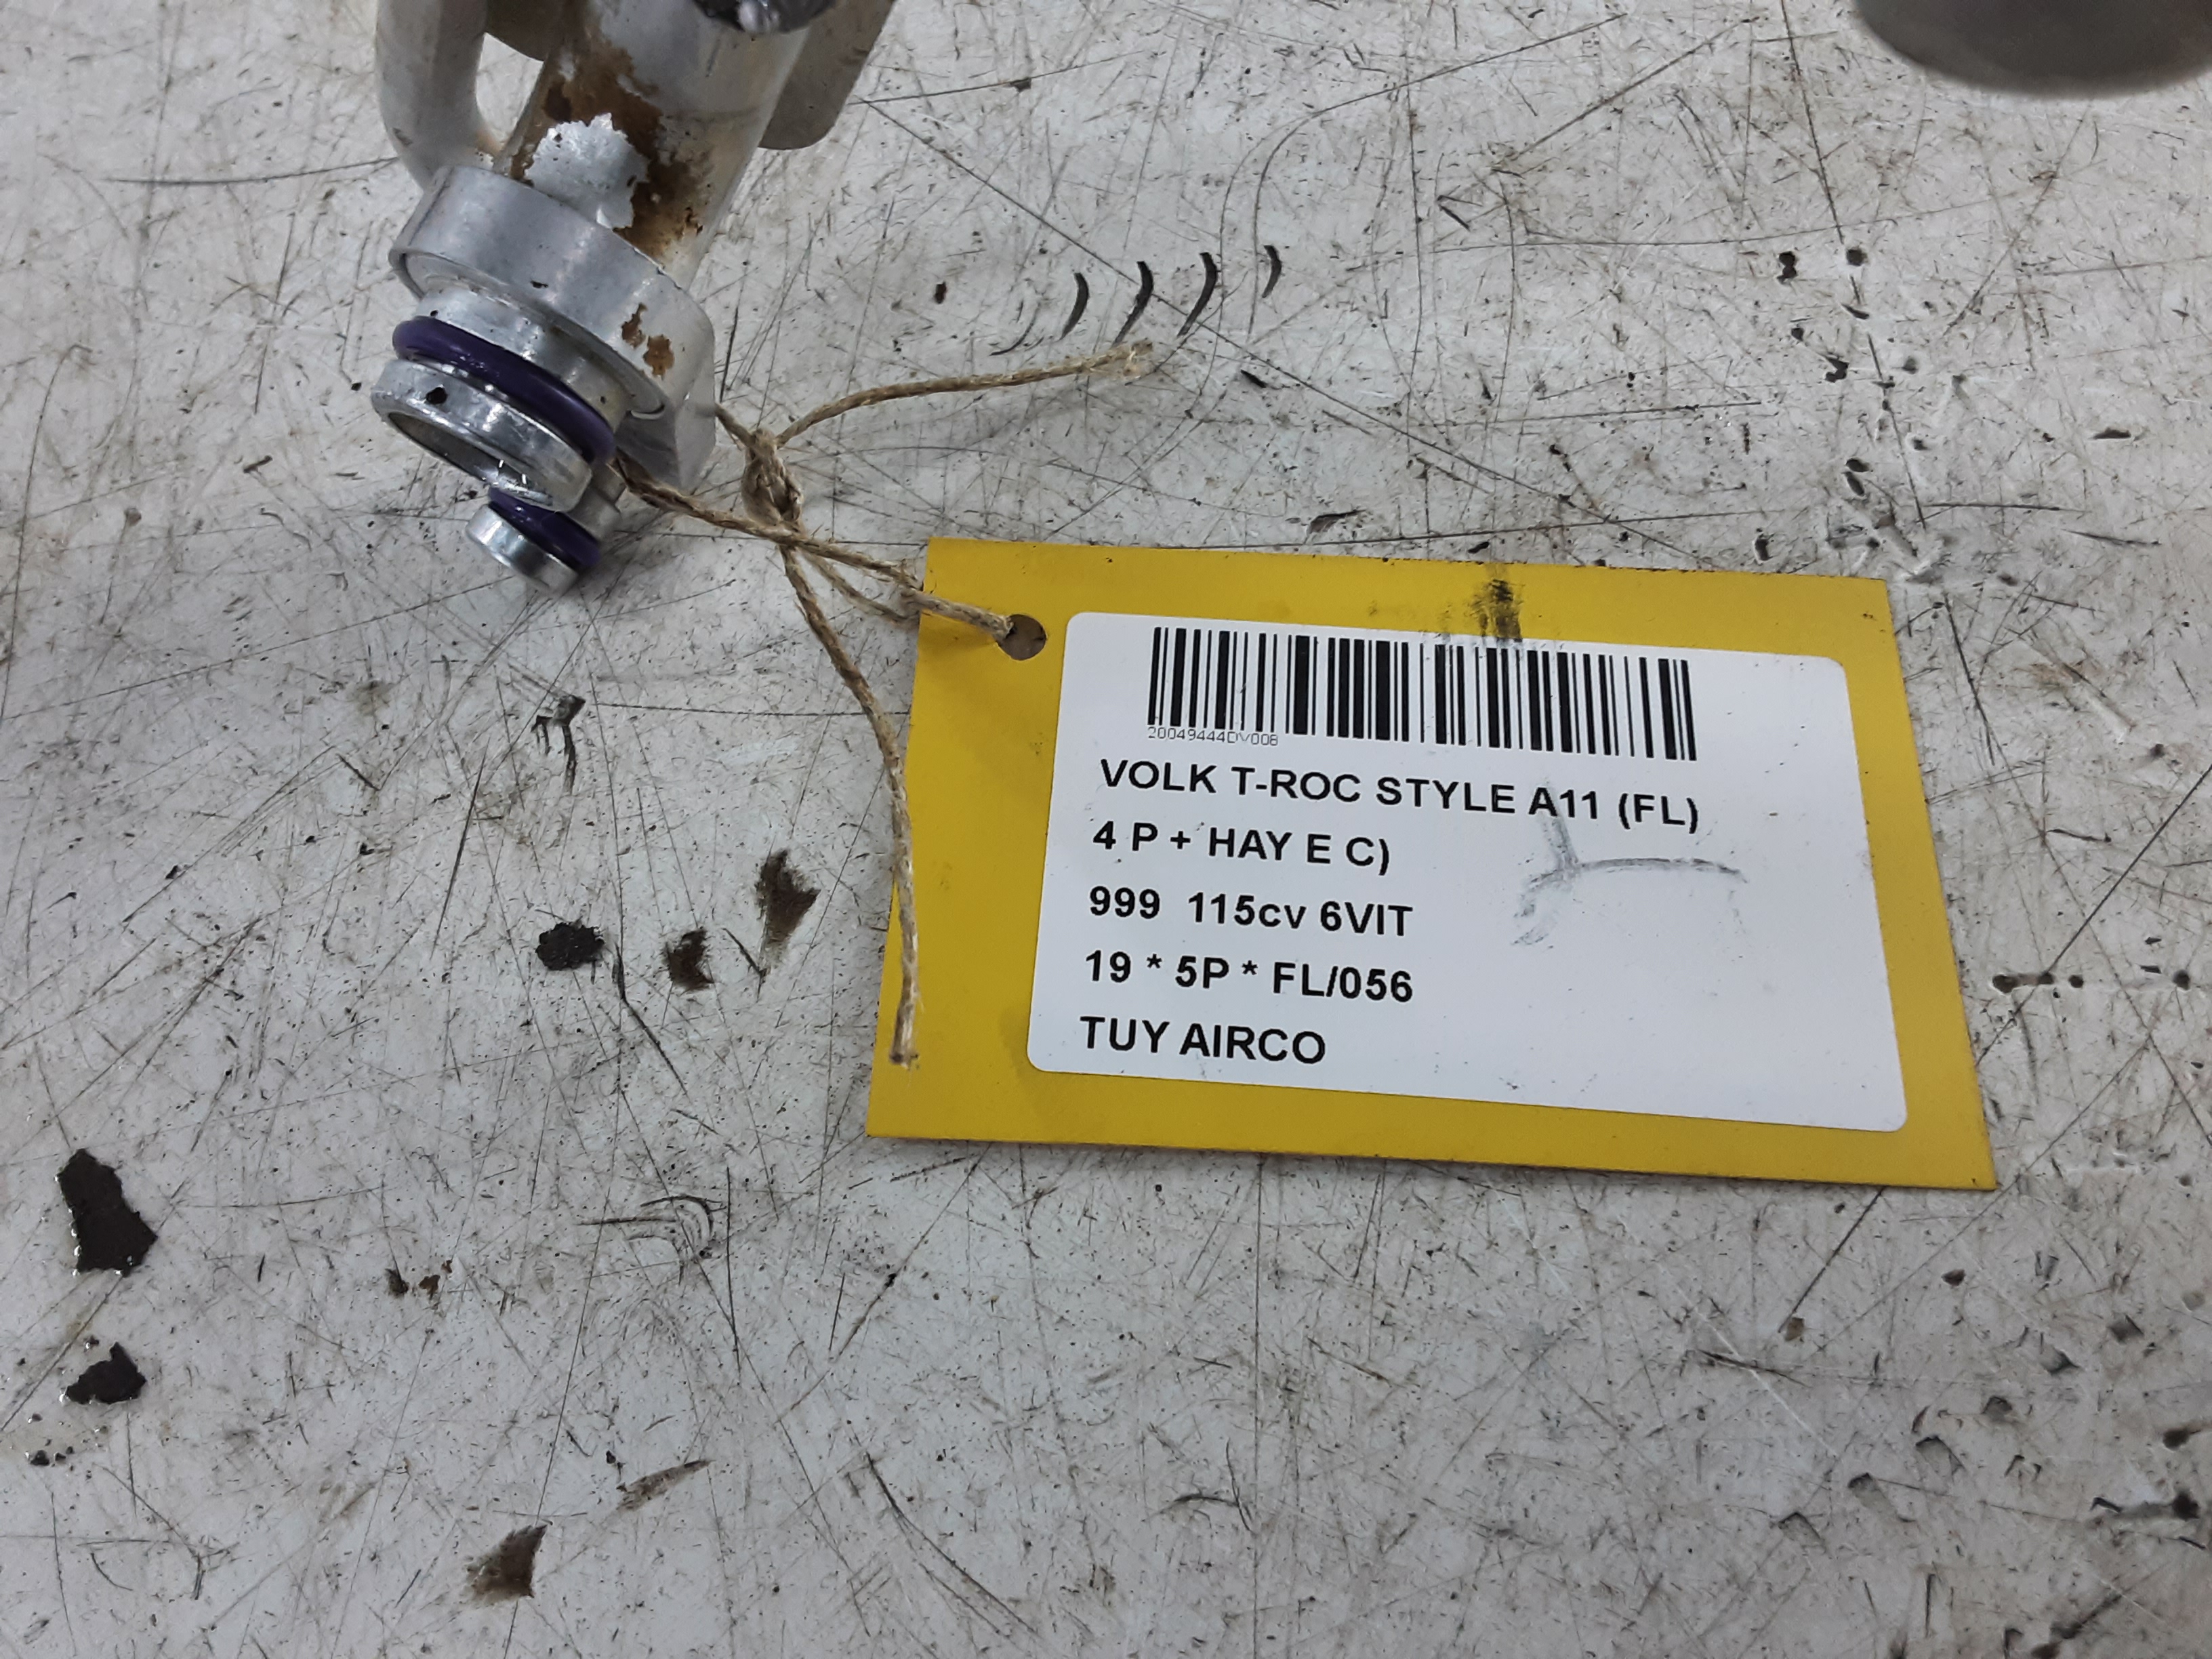 20049444DV008
VOLK T-ROC STYLE A11 (FL)
4 P + HAY E C)
999 115cv 6VIT
19 * 5P * FL/056
TUY AIRCO